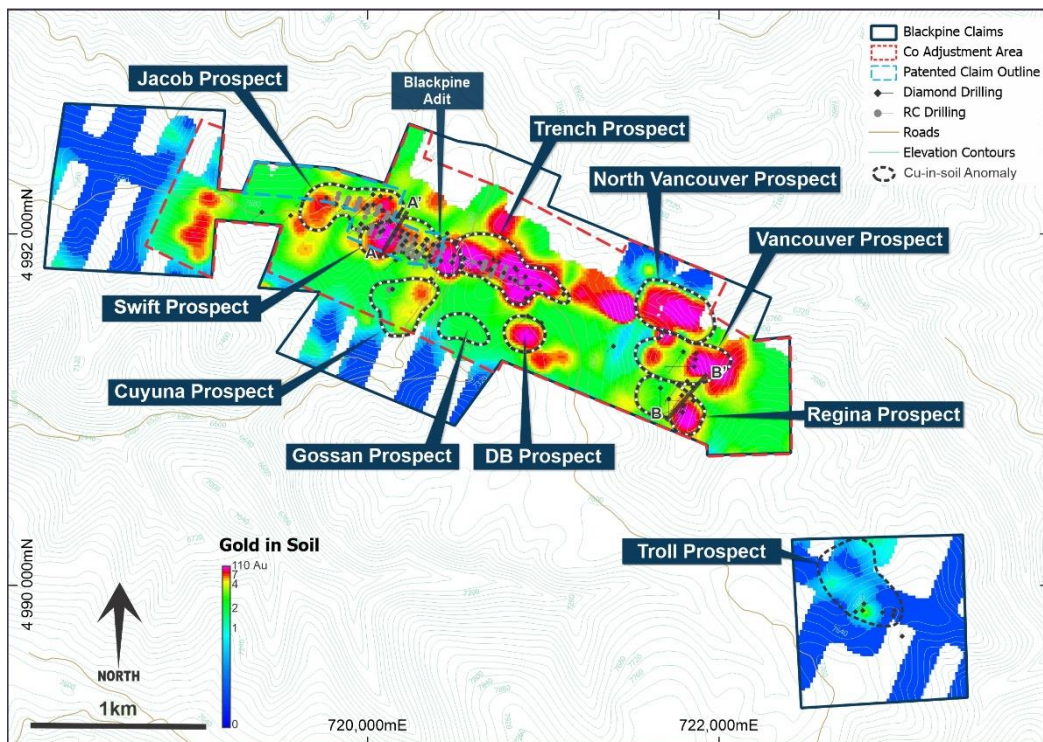 Blackpine Claims
Co Adjustment Area
Patented Claim Outline
Diamond Drilling
RC Drilling
Roads
Elevation Contours
Cu-in-soil Anomaly
Jacob Prospect
Blackpine
Adit
Trench Prospect
North Vancouver Prospect
Vancouver Prospect
A'
A
4 992 000mN
Swift Prospect
B'
B
Cuyuna Prospect
Regina Prospect
Gossan Prospect
DB Prospect
Gold in Soil
110 Au
7
4
2
1
0
Troll Prospect
4 990 000mN
NORTH
1km
720,000mE
722,000mE